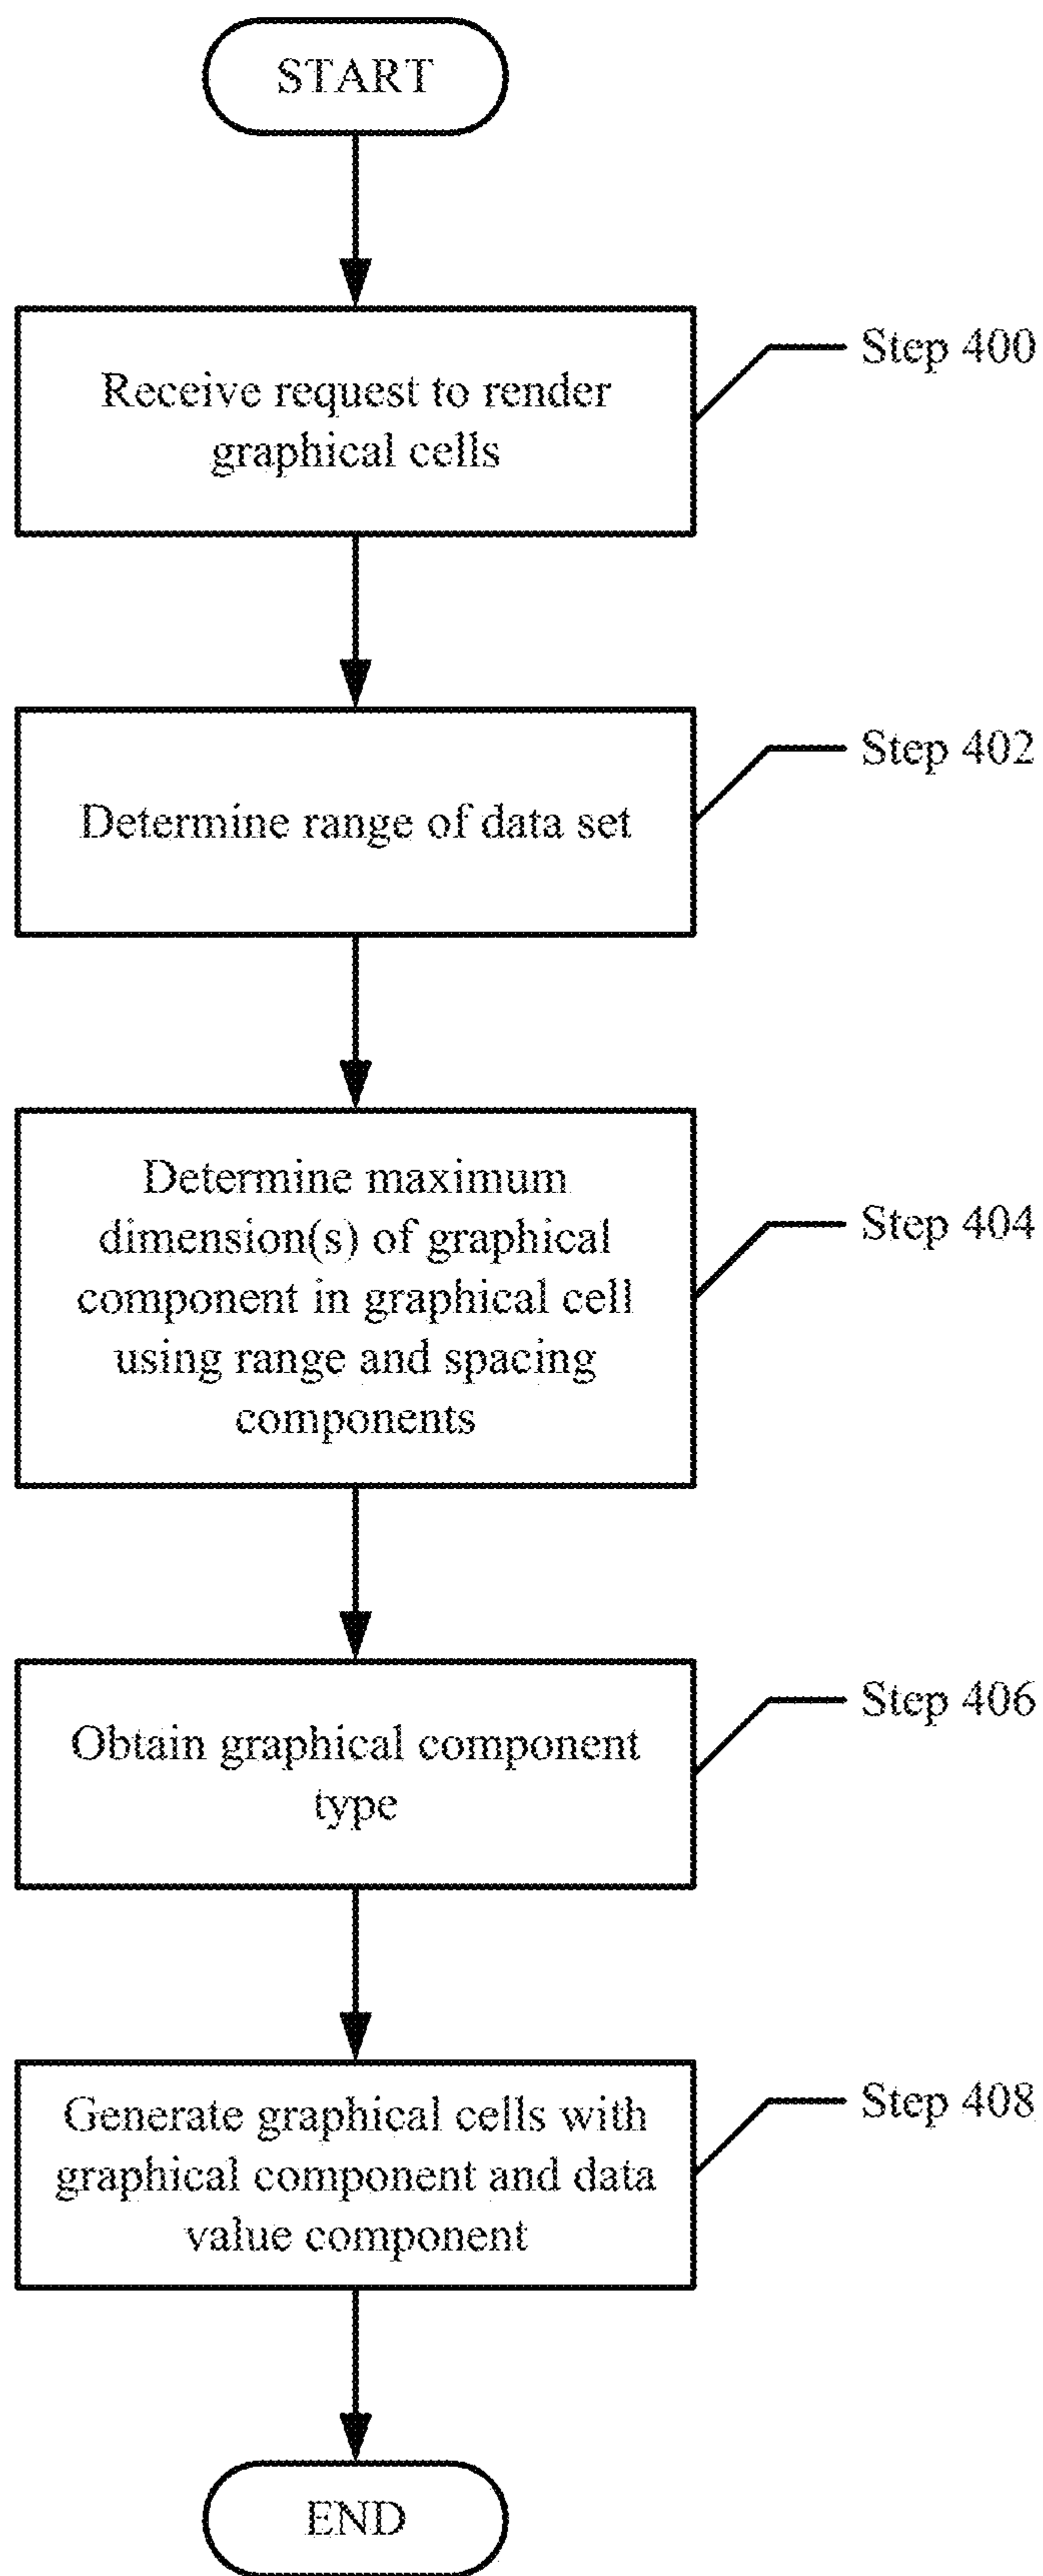 START
Receive request to render
graphical cells
Step 400
Determine range of data set
Step 402
Determine maximum
dimension(s) of graphical
component in graphical cell
using range and spacing
components
Step 404
Obtain graphical component
type
Step 406
Generate graphical cells with
graphical component and data
value component
Step 408
END